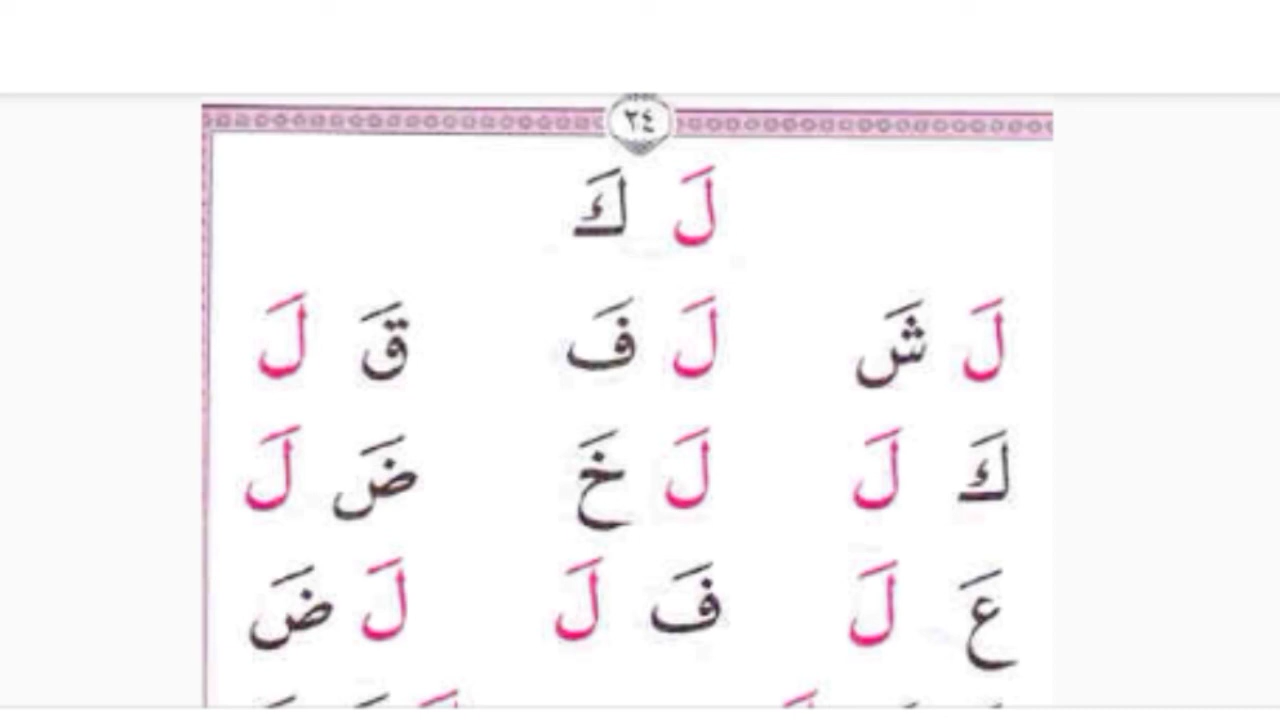 ٢٤
لَ كَ
لَ شَ لَ فَ قَ لَ
كَ لَ لَ خَ ضَ لَ
عَ لَ فَ لَ لَ ضَ